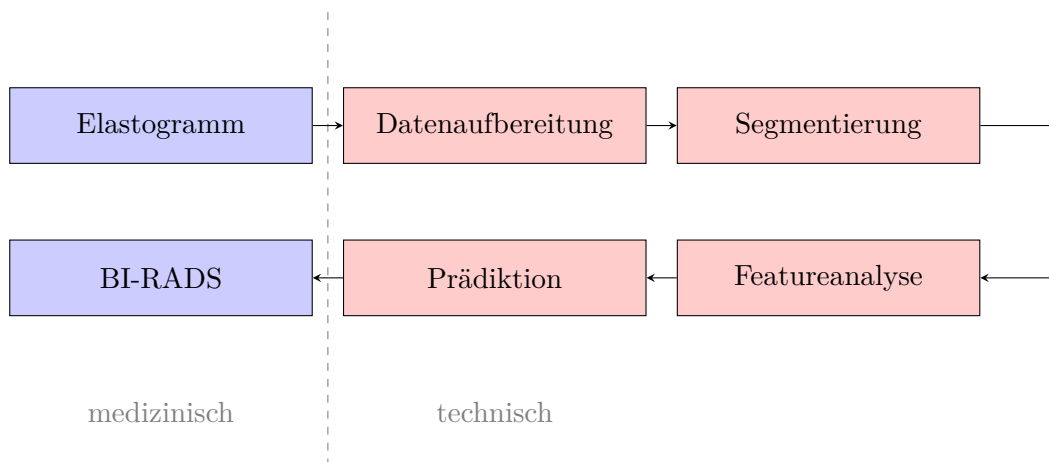 Elastogramm
Datenaufbereitung
Segmentierung
BI-RADS
Prädiktion
Featureanalyse
medizinisch
technisch